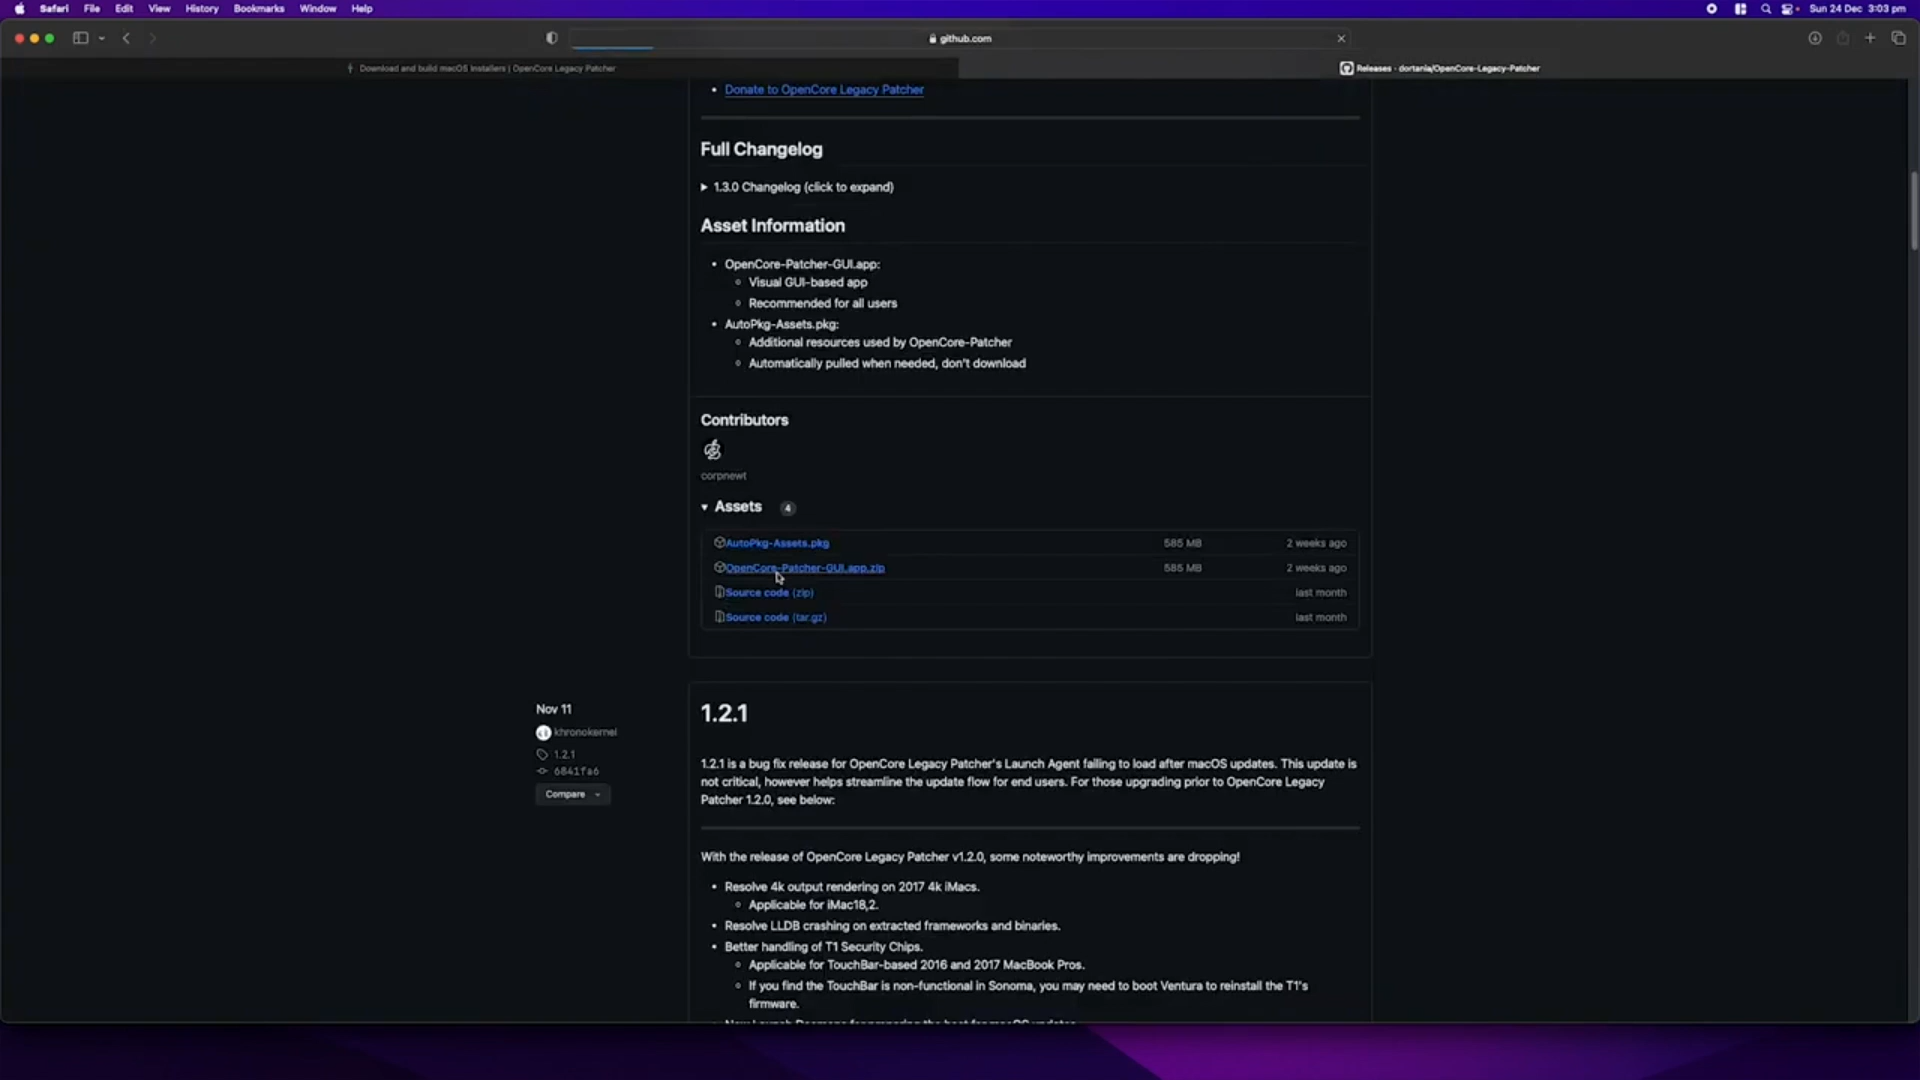 Safari File Edit View History Bookmarks Window Help
Sun 24 Dec 3:03 pm
github.com
Download and build macOS Installers | OpenCore Legacy Patcher
Releases · dortania/OpenCore-Legacy-Patcher
Donate to OpenCore Legacy Patcher
Full Changelog
1.3.0 Changelog (click to expand)
Asset Information
OpenCore-Patcher-GUI.app:
Visual GUI-based app
Recommended for all users
AutoPkg-Assets.pkg:
Additional resources used by OpenCore-Patcher
Automatically pulled when needed, don't download
Contributors
corpnewt
Assets 4
AutoPkg-Assets.pkg 585 MB 2 weeks ago
OpenCore-Patcher-GUI.app.zip 585 MB 2 weeks ago
Source code (zip) last month
Source code (tar.gz) last month
Nov 11
khronokernel
1.2.1
6841fa6
Compare
1.2.1
1.2.1 is a bug fix release for OpenCore Legacy Patcher's Launch Agent failing to load after macOS updates. This update is
not critical, however helps streamline the update flow for end users. For those upgrading prior to OpenCore Legacy
Patcher 1.2.0, see below:
With the release of OpenCore Legacy Patcher v1.2.0, some noteworthy improvements are dropping!
Resolve 4k output rendering on 2017 4k iMacs.
Applicable for iMac18,2.
Resolve LLDB crashing on extracted frameworks and binaries.
Better handling of T1 Security Chips.
Applicable for TouchBar-based 2016 and 2017 MacBook Pros.
If you find the TouchBar is non-functional in Sonoma, you may need to boot Ventura to reinstall the T1's
firmware.